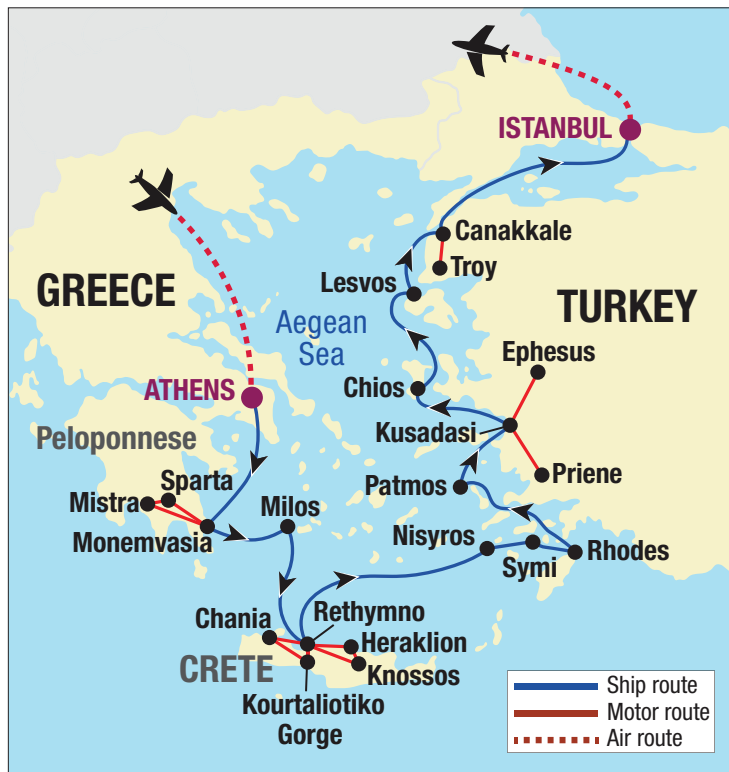 ISTANBUL
Canakkale
Troy
Lesvos
GREECE
TURKEY
Aegean
Sea
Ephesus
Chios
ATHENS
Kusadasi
Peloponnese
Sparta
Priene
Mistra
Patmos
Milos
Monemvasia
Nisyros
Rhodes
Symi
Chania
Rethymno
Heraklion
CRETE
Knossos
Kourtaliotiko
Gorge
Ship route
Motor route
Air route